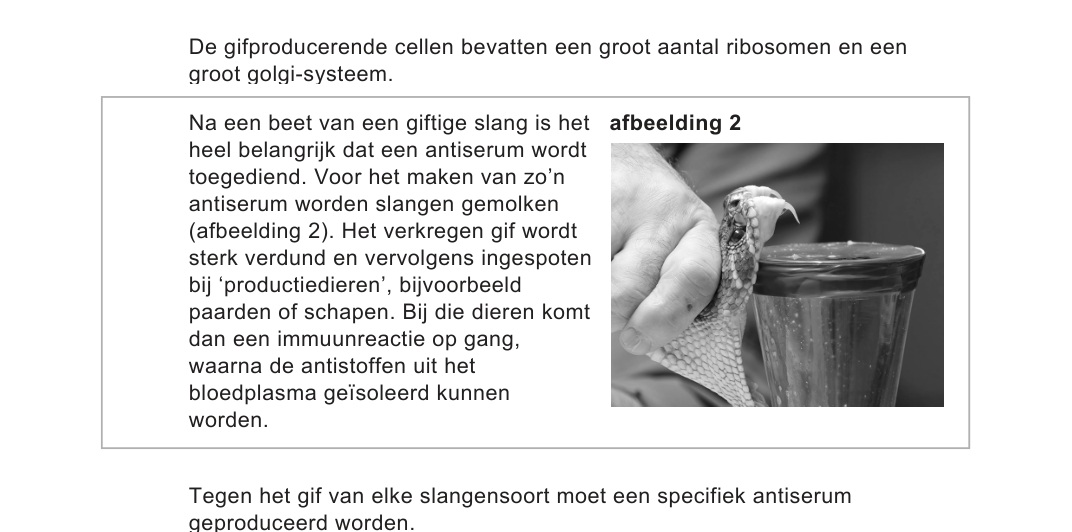 De gifproducerende cellen bevatten een groot aantal ribosomen en een
groot golgi-systeem.
Na een beet van een giftige slang is het
heel belangrijk dat een antiserum wordt
toegediend. Voor het maken van zo’n
antiserum worden slangen gemolken
(afbeelding 2). Het verkregen gif wordt
sterk verdund en vervolgens ingespoten
bij ‘productiedieren’, bijvoorbeeld
paarden of schapen. Bij die dieren komt
dan een immuunreactie op gang,
waarna de antistoffen uit het
bloedplasma geïsoleerd kunnen
worden.
afbeelding 2
Tegen het gif van elke slangensoort moet een specifiek antiserum
geproduceerd worden.